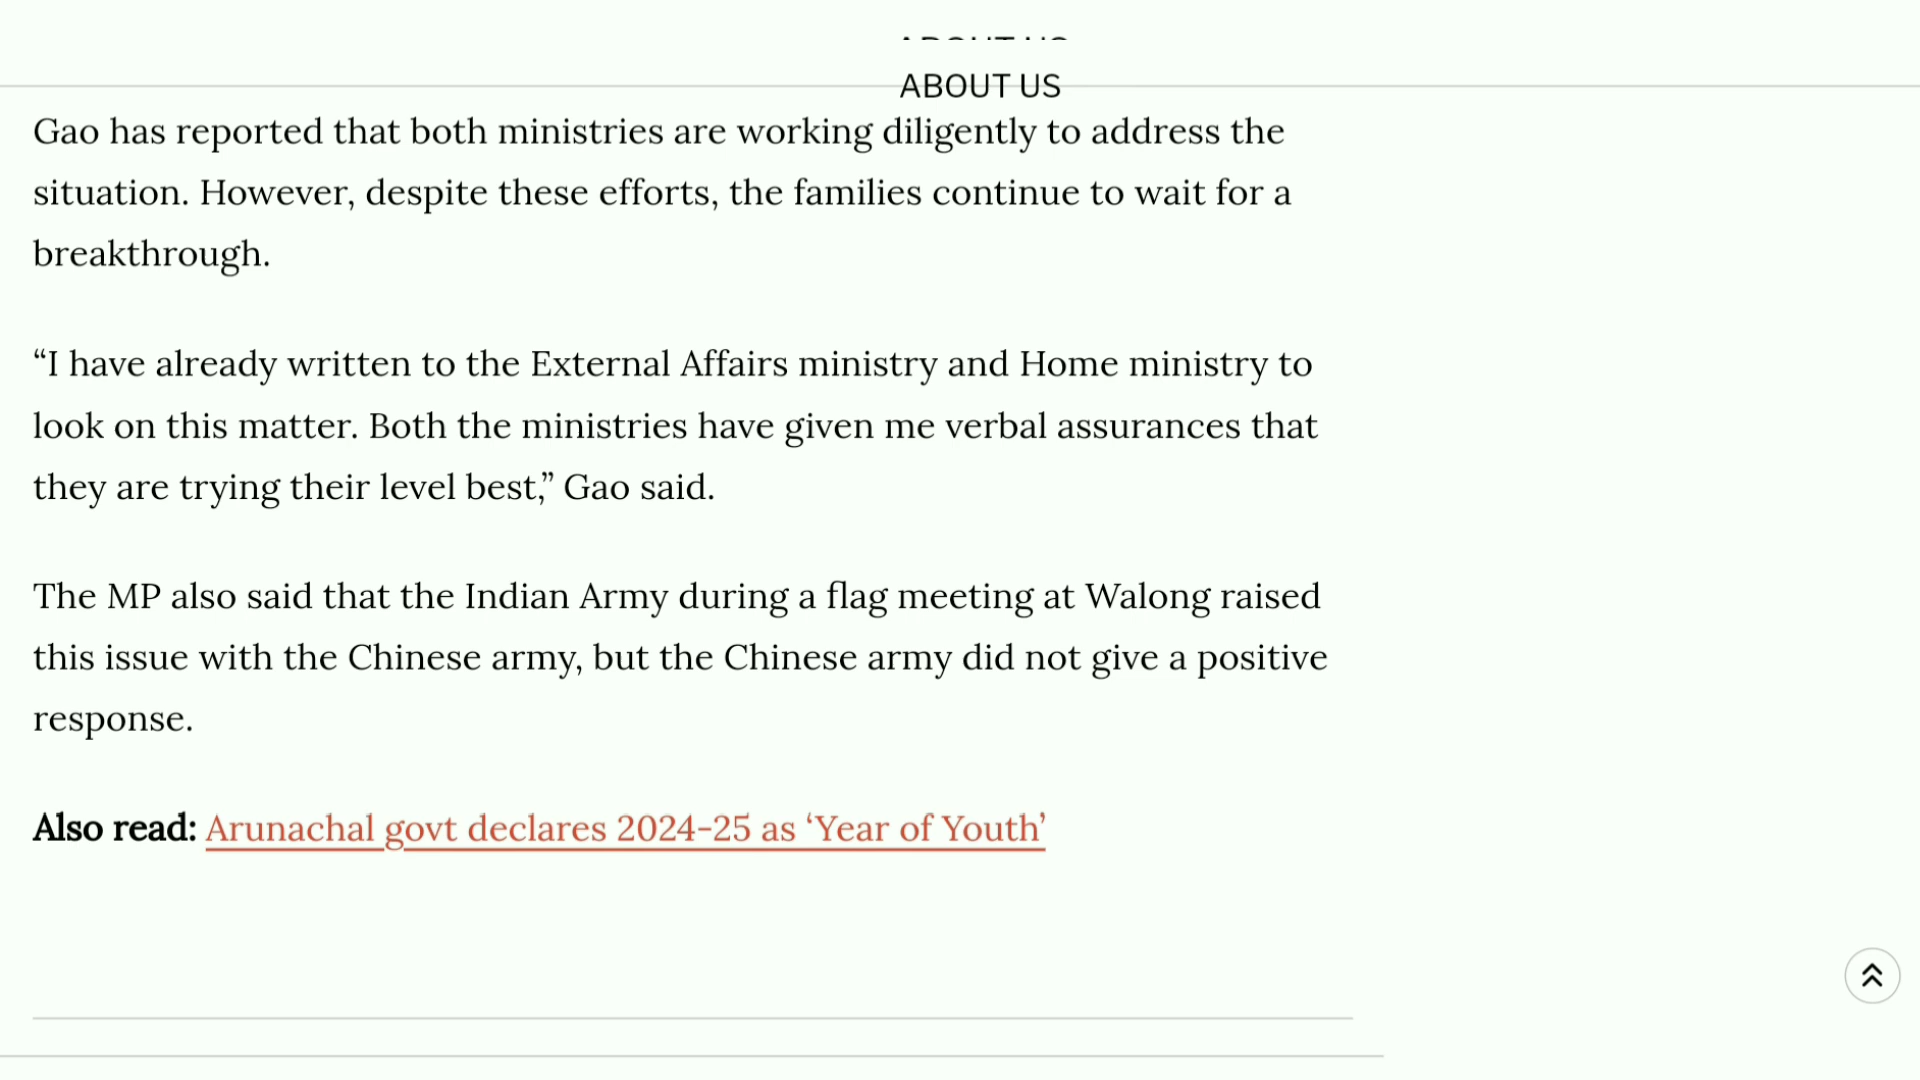 ABOUT US
ABOUT US
Gao has reported that both ministries are working diligently to address the
situation. However, despite these efforts, the families continue to wait for a
breakthrough.
“I have already written to the External Affairs ministry and Home ministry to
look on this matter. Both the ministries have given me verbal assurances that
they are trying their level best,” Gao said.
The MP also said that the Indian Army during a flag meeting at Walong raised
this issue with the Chinese army, but the Chinese army did not give a positive
response.
Also read: Arunachal govt declares 2024-25 as ‘Year of Youth’